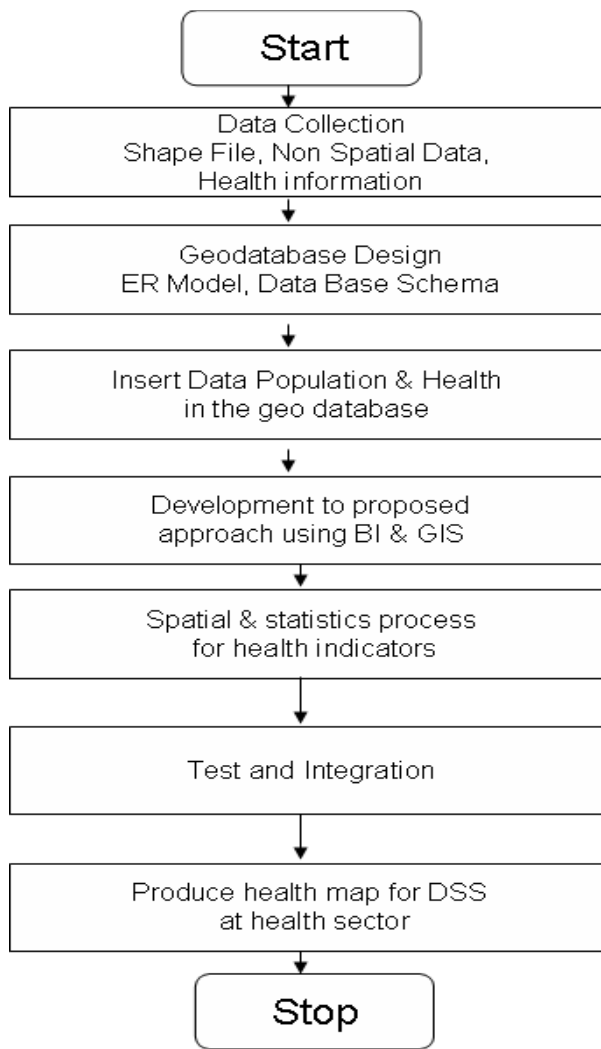 Start
Data Collection
Shape File, Non Spatial Data,
Health information
Geodatabase Design
ER Model, Data Base Schema
Insert Data Population & Health
in the geo database
Development to proposed
approach using BI & GIS
Spatial & statistics process
for health indicators
Test and Integration
Produce health map for DSS
at health sector
Stop